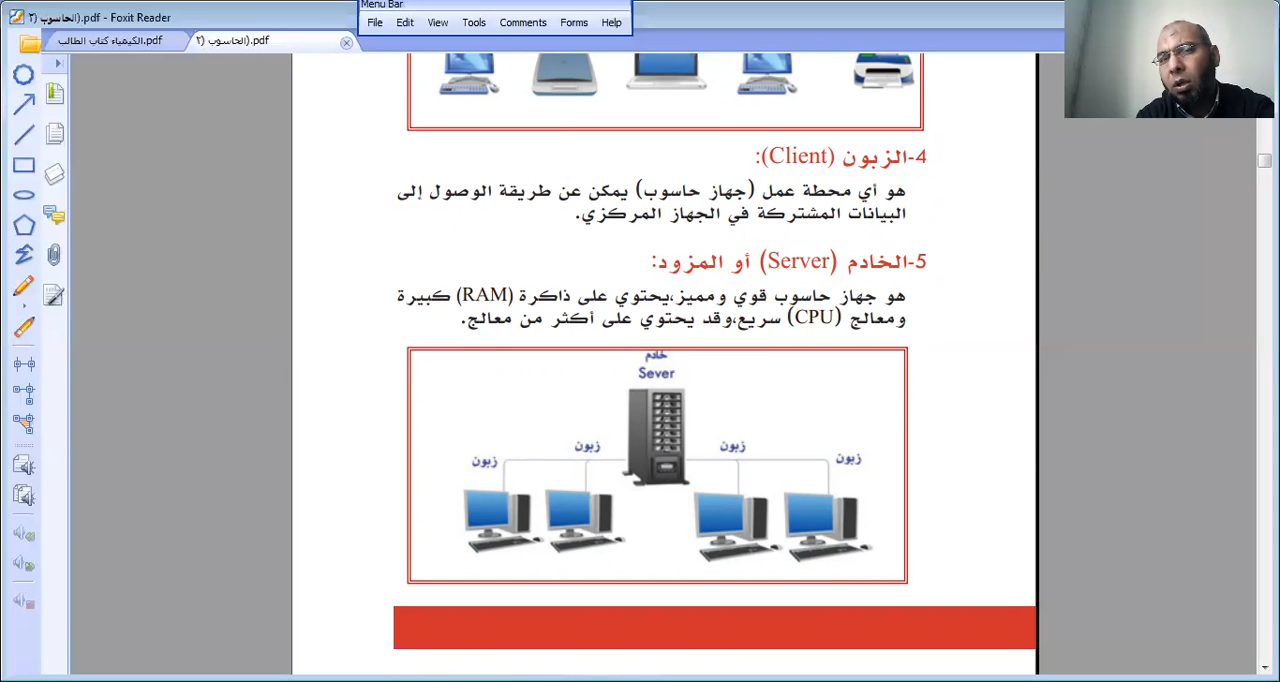 الحاسوب (٢).pdf - Foxit Reader
Menu Bar
File Edit View Tools Comments Forms Help
الكيمياء كتاب الطالب.pdf
الحاسوب (٢).pdf
4-الزبون (Client):
هو أي محطة عمل (جهاز حاسوب) يمكن عن طريقة الوصول إلى
البيانات المشتركة في الجهاز المركزي.
5-الخادم (Server) أو المزود:
هو جهاز حاسوب قوي ومميز،يحتوي على ذاكرة (RAM) كبيرة
ومعالج (CPU) سريع،وقد يحتوي على أكثر من معالج.
خادم
Sever
زبون
زبون
زبون
زبون